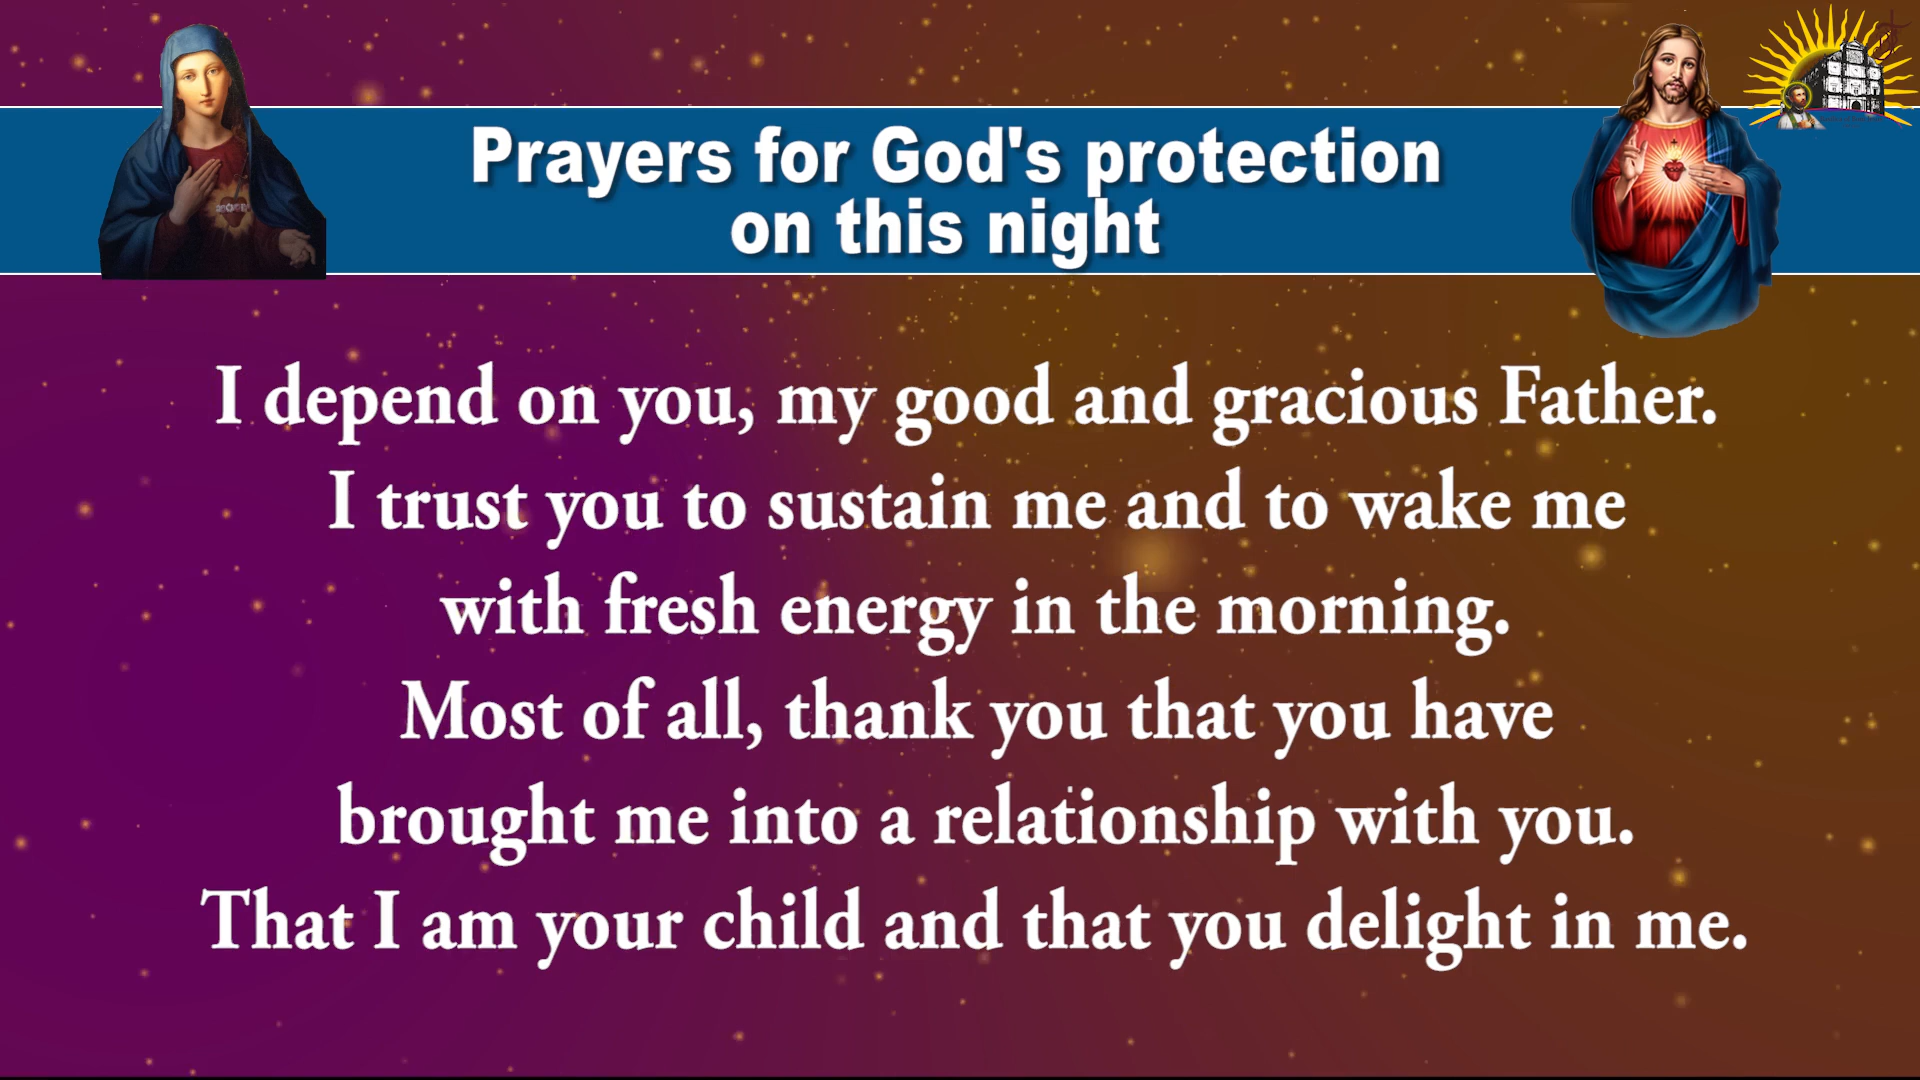 Prayers for God's protection
on this night
I depend on you, my good and gracious Father.
I trust you to sustain me and to wake me
with fresh energy in the morning.
Most of all, thank you that you have
brought me into a relationship with you.
That I am your child and that you delight in me.